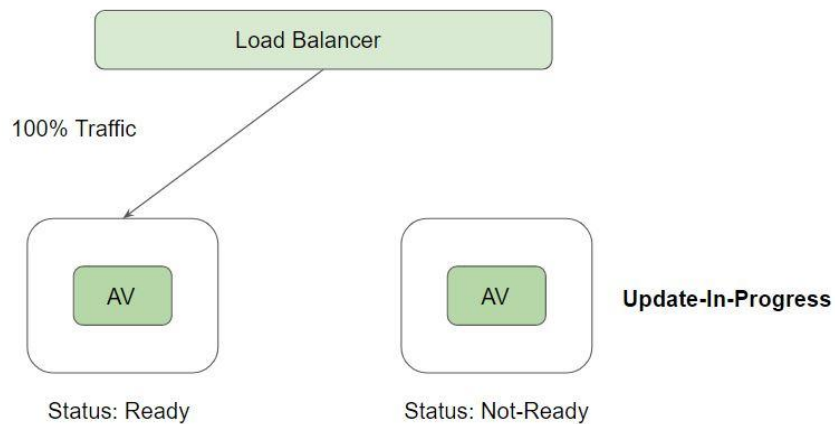 Load Balancer
100% Traffic
AV
AV
Update-In-Progress
Status: Ready
Status: Not-Ready